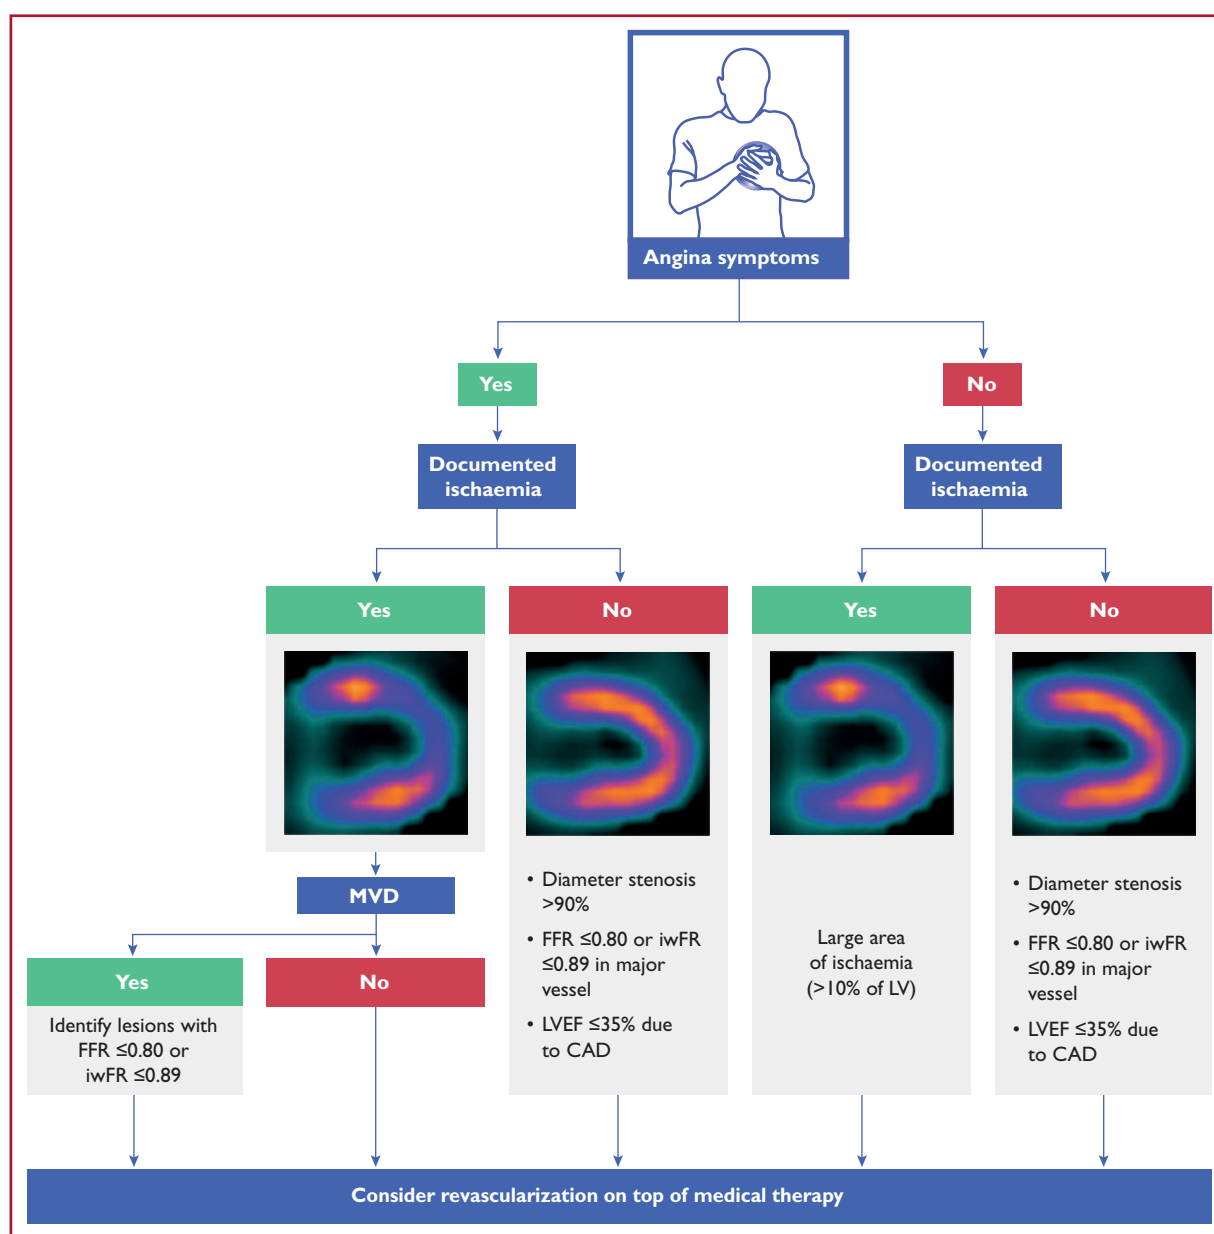 Angina symptoms
Yes
No
Documented
ischaemia
Documented
ischaemia
Yes
No
Yes
No
MVD
Yes
No
Identify lesions with
FFR ≤0.80 or
iwFR ≤0.89
• Diameter stenosis
>90%
• FFR ≤0.80 or iwFR
≤0.89 in major
vessel
• LVEF ≤35% due
to CAD
Large area
of ischaemia
(>10% of LV)
• Diameter stenosis
>90%
• FFR ≤0.80 or iwFR
≤0.89 in major
vessel
• LVEF ≤35% due
to CAD
Consider revascularization on top of medical therapy